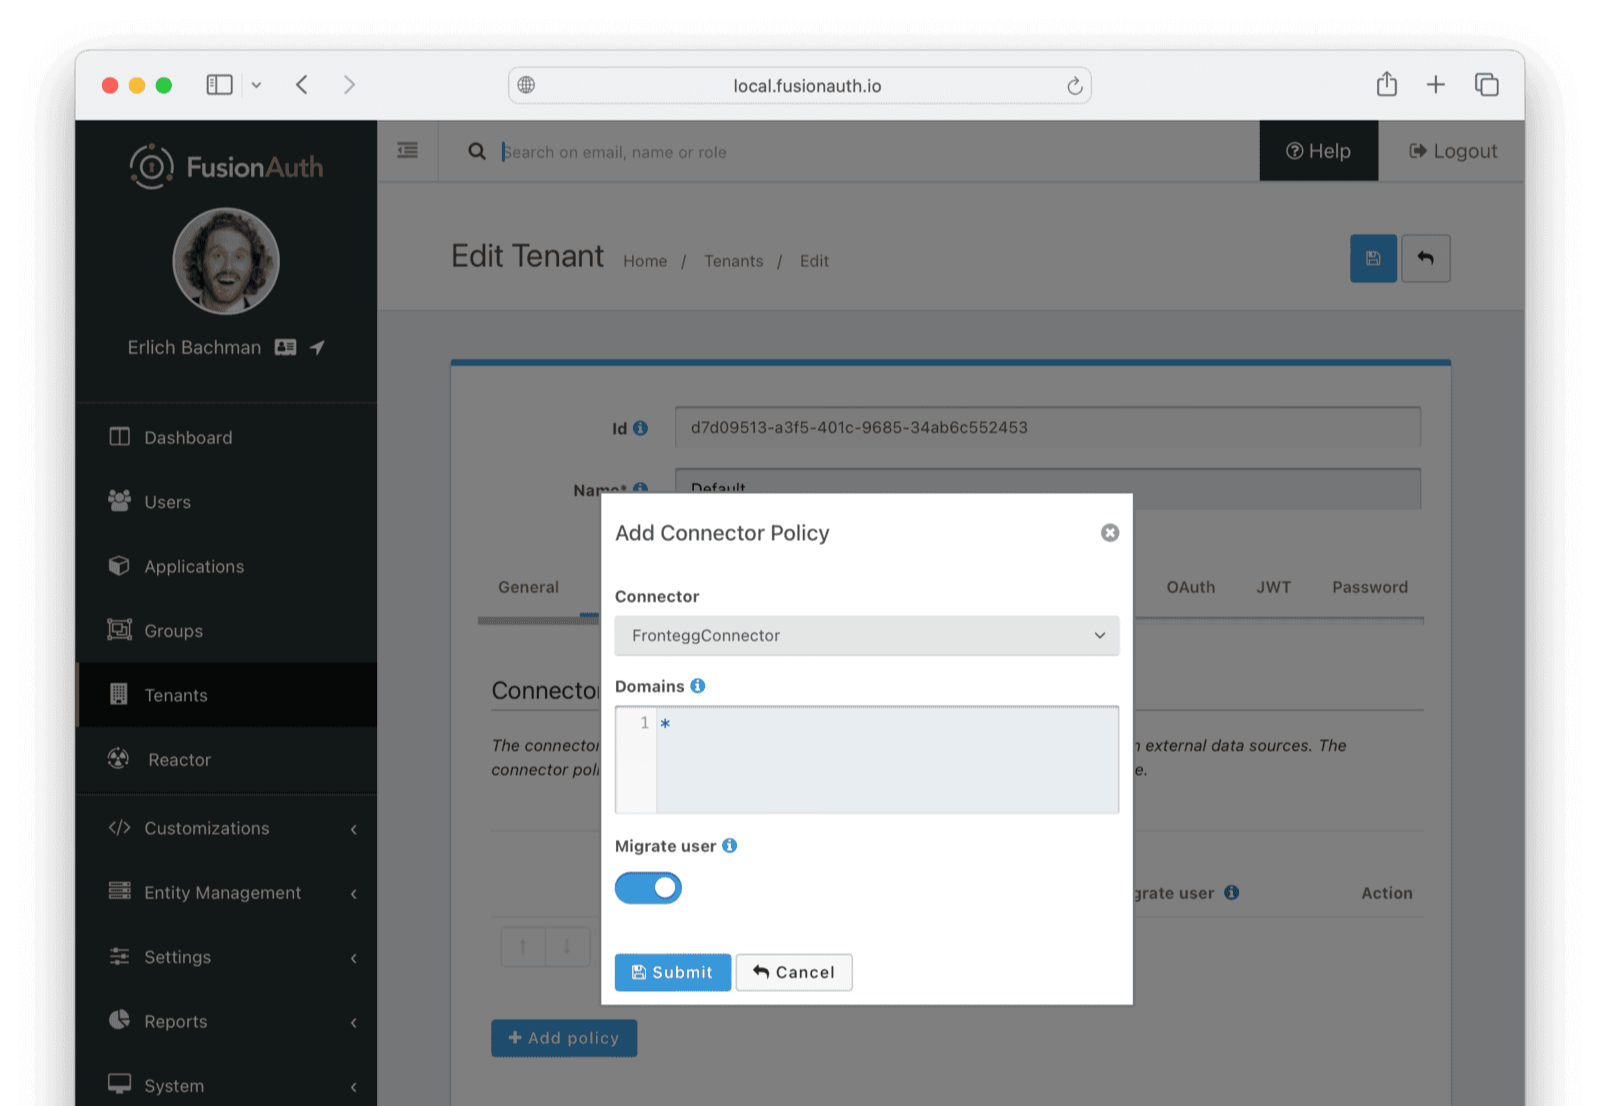 local.fusionauth.io
FusionAuth
Search on email, name or role
Help
Logout
Erlich Bachman
Edit Tenant
Home / Tenants / Edit
Dashboard
Users
Applications
Groups
Tenants
Reactor
Customizations
Entity Management
Settings
Reports
System
Id
d7d09513-a3f5-401c-9685-34ab6c552453
Name*
Default
General
OAuth
JWT
Password
Add Connector Policy
Connector
FronteggConnector
Domains
1 *
Migrate user
Submit
Cancel
Connector
The connector
external data sources. The
connector poli
e.
grate user
Action
+ Add policy